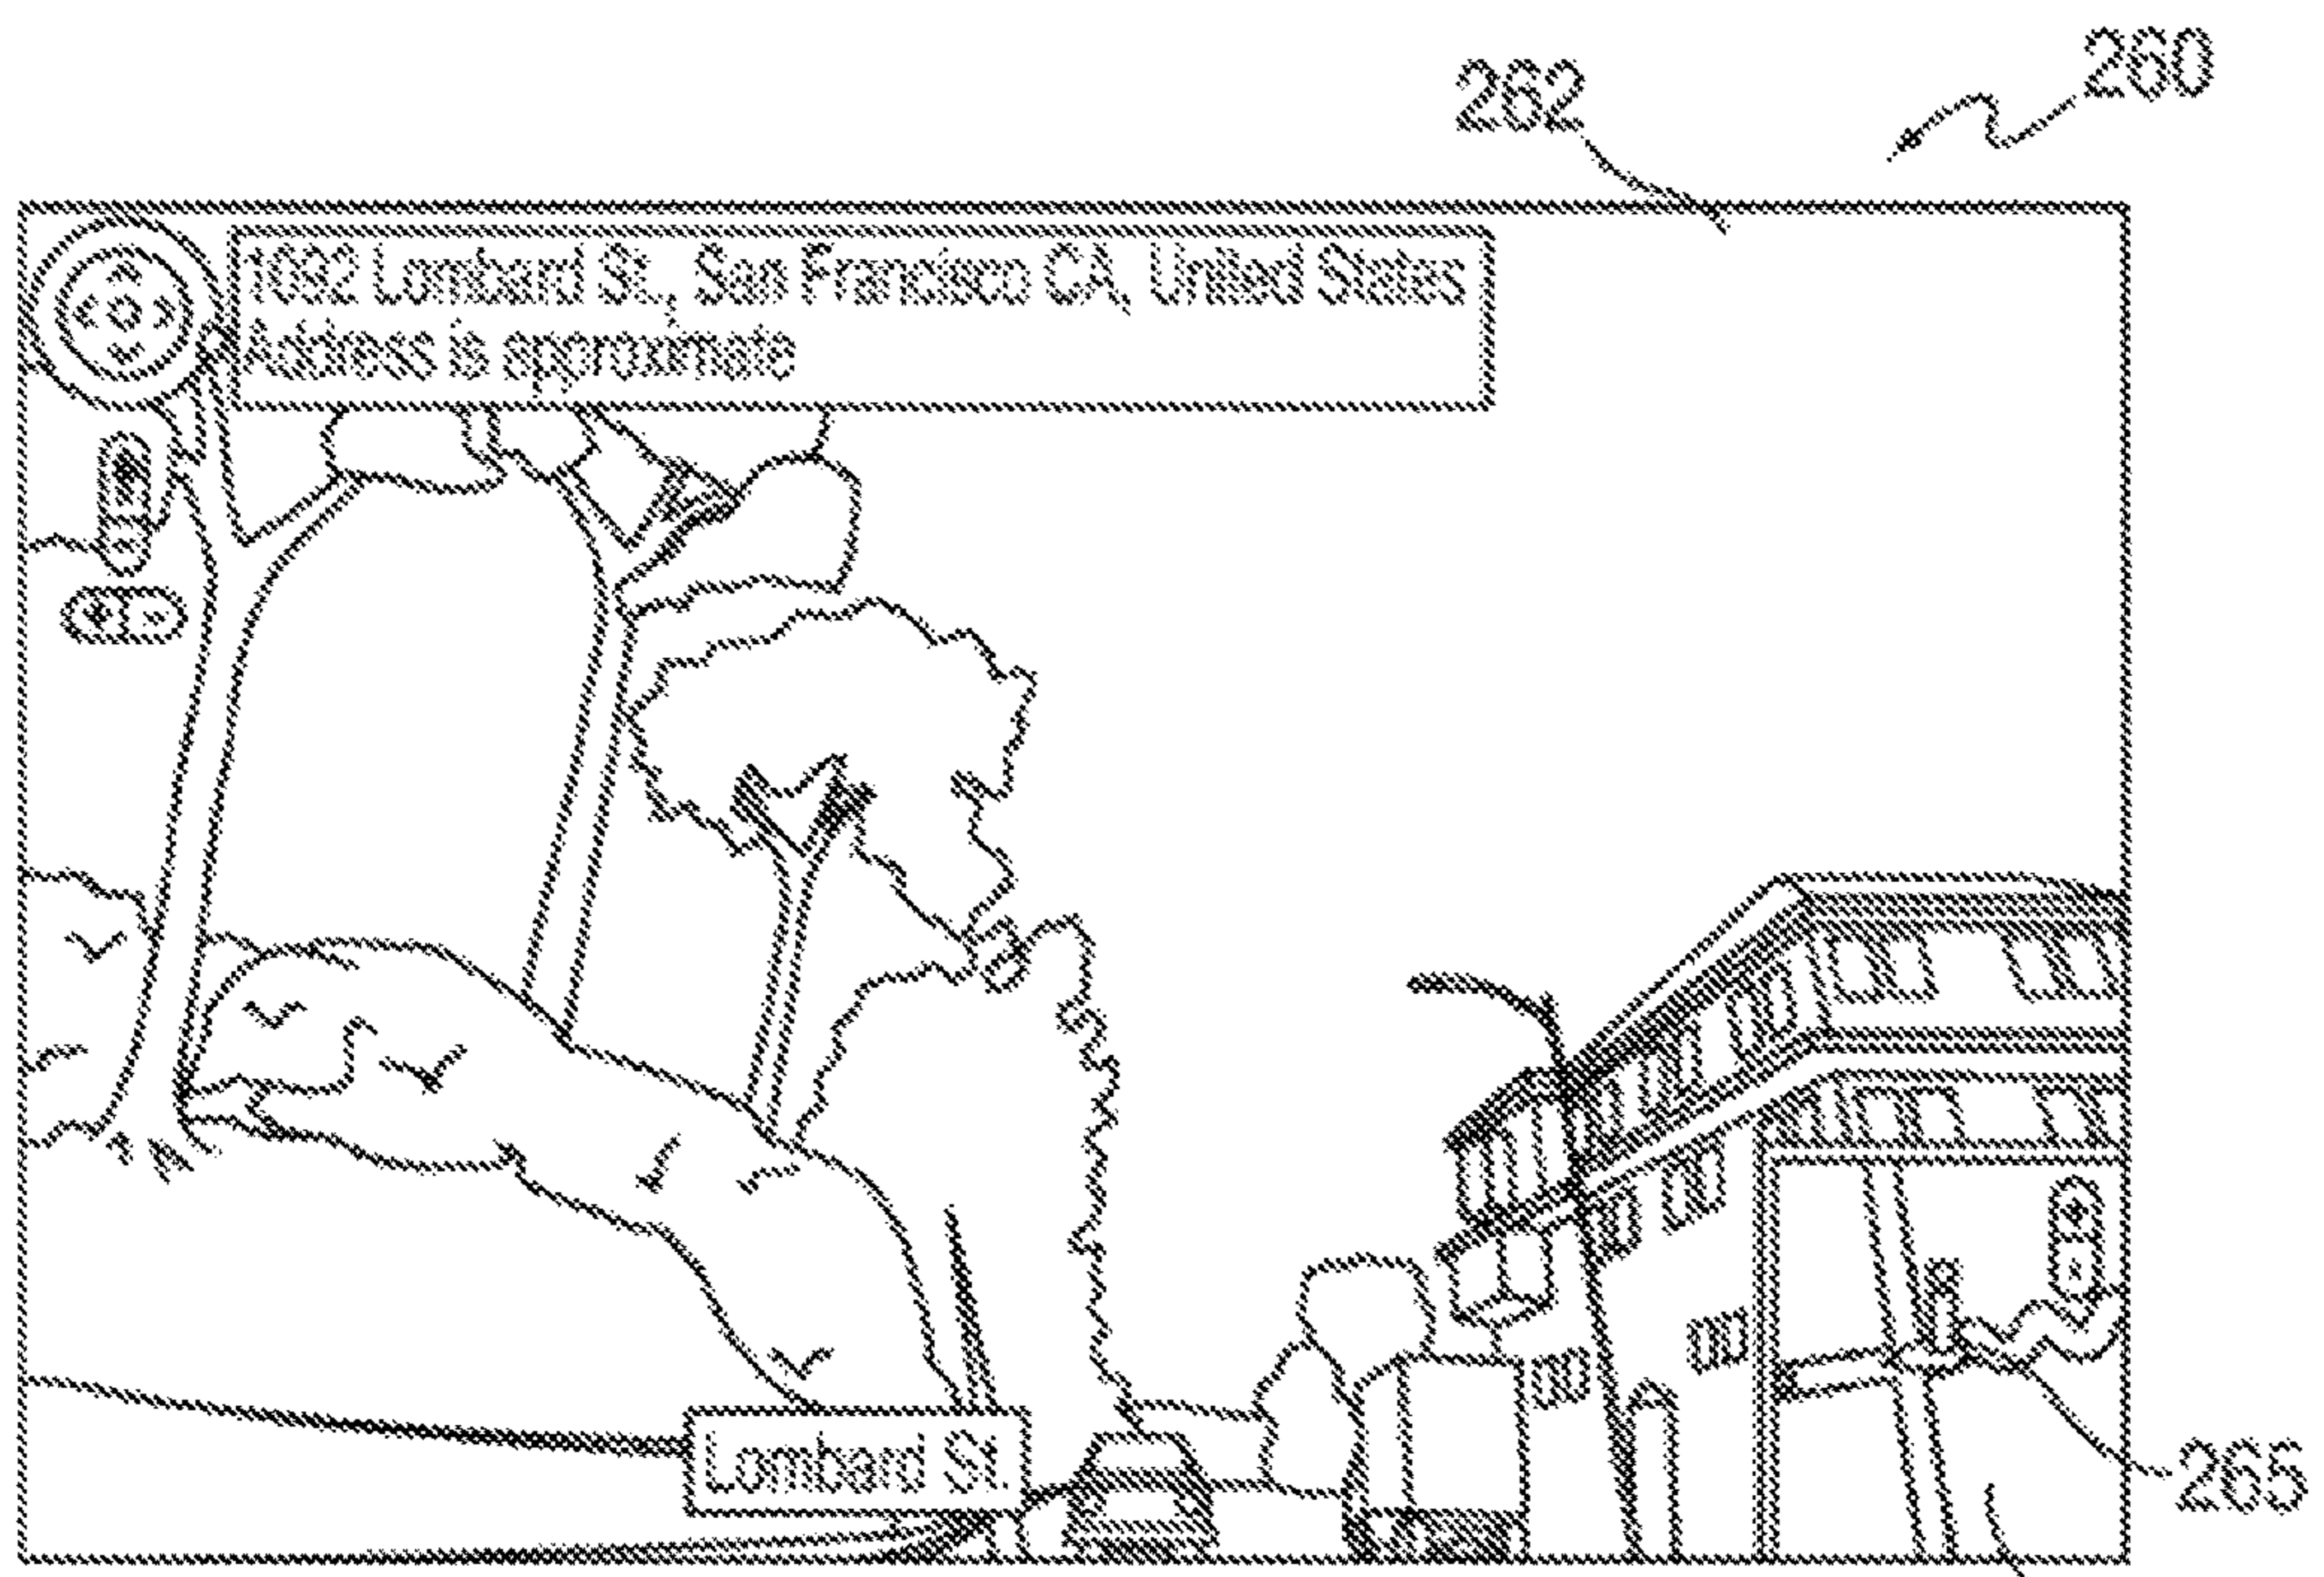 260
262
1092 Lombard St., San Francisco CA, United States
Address is approximate
Lombard St.
265